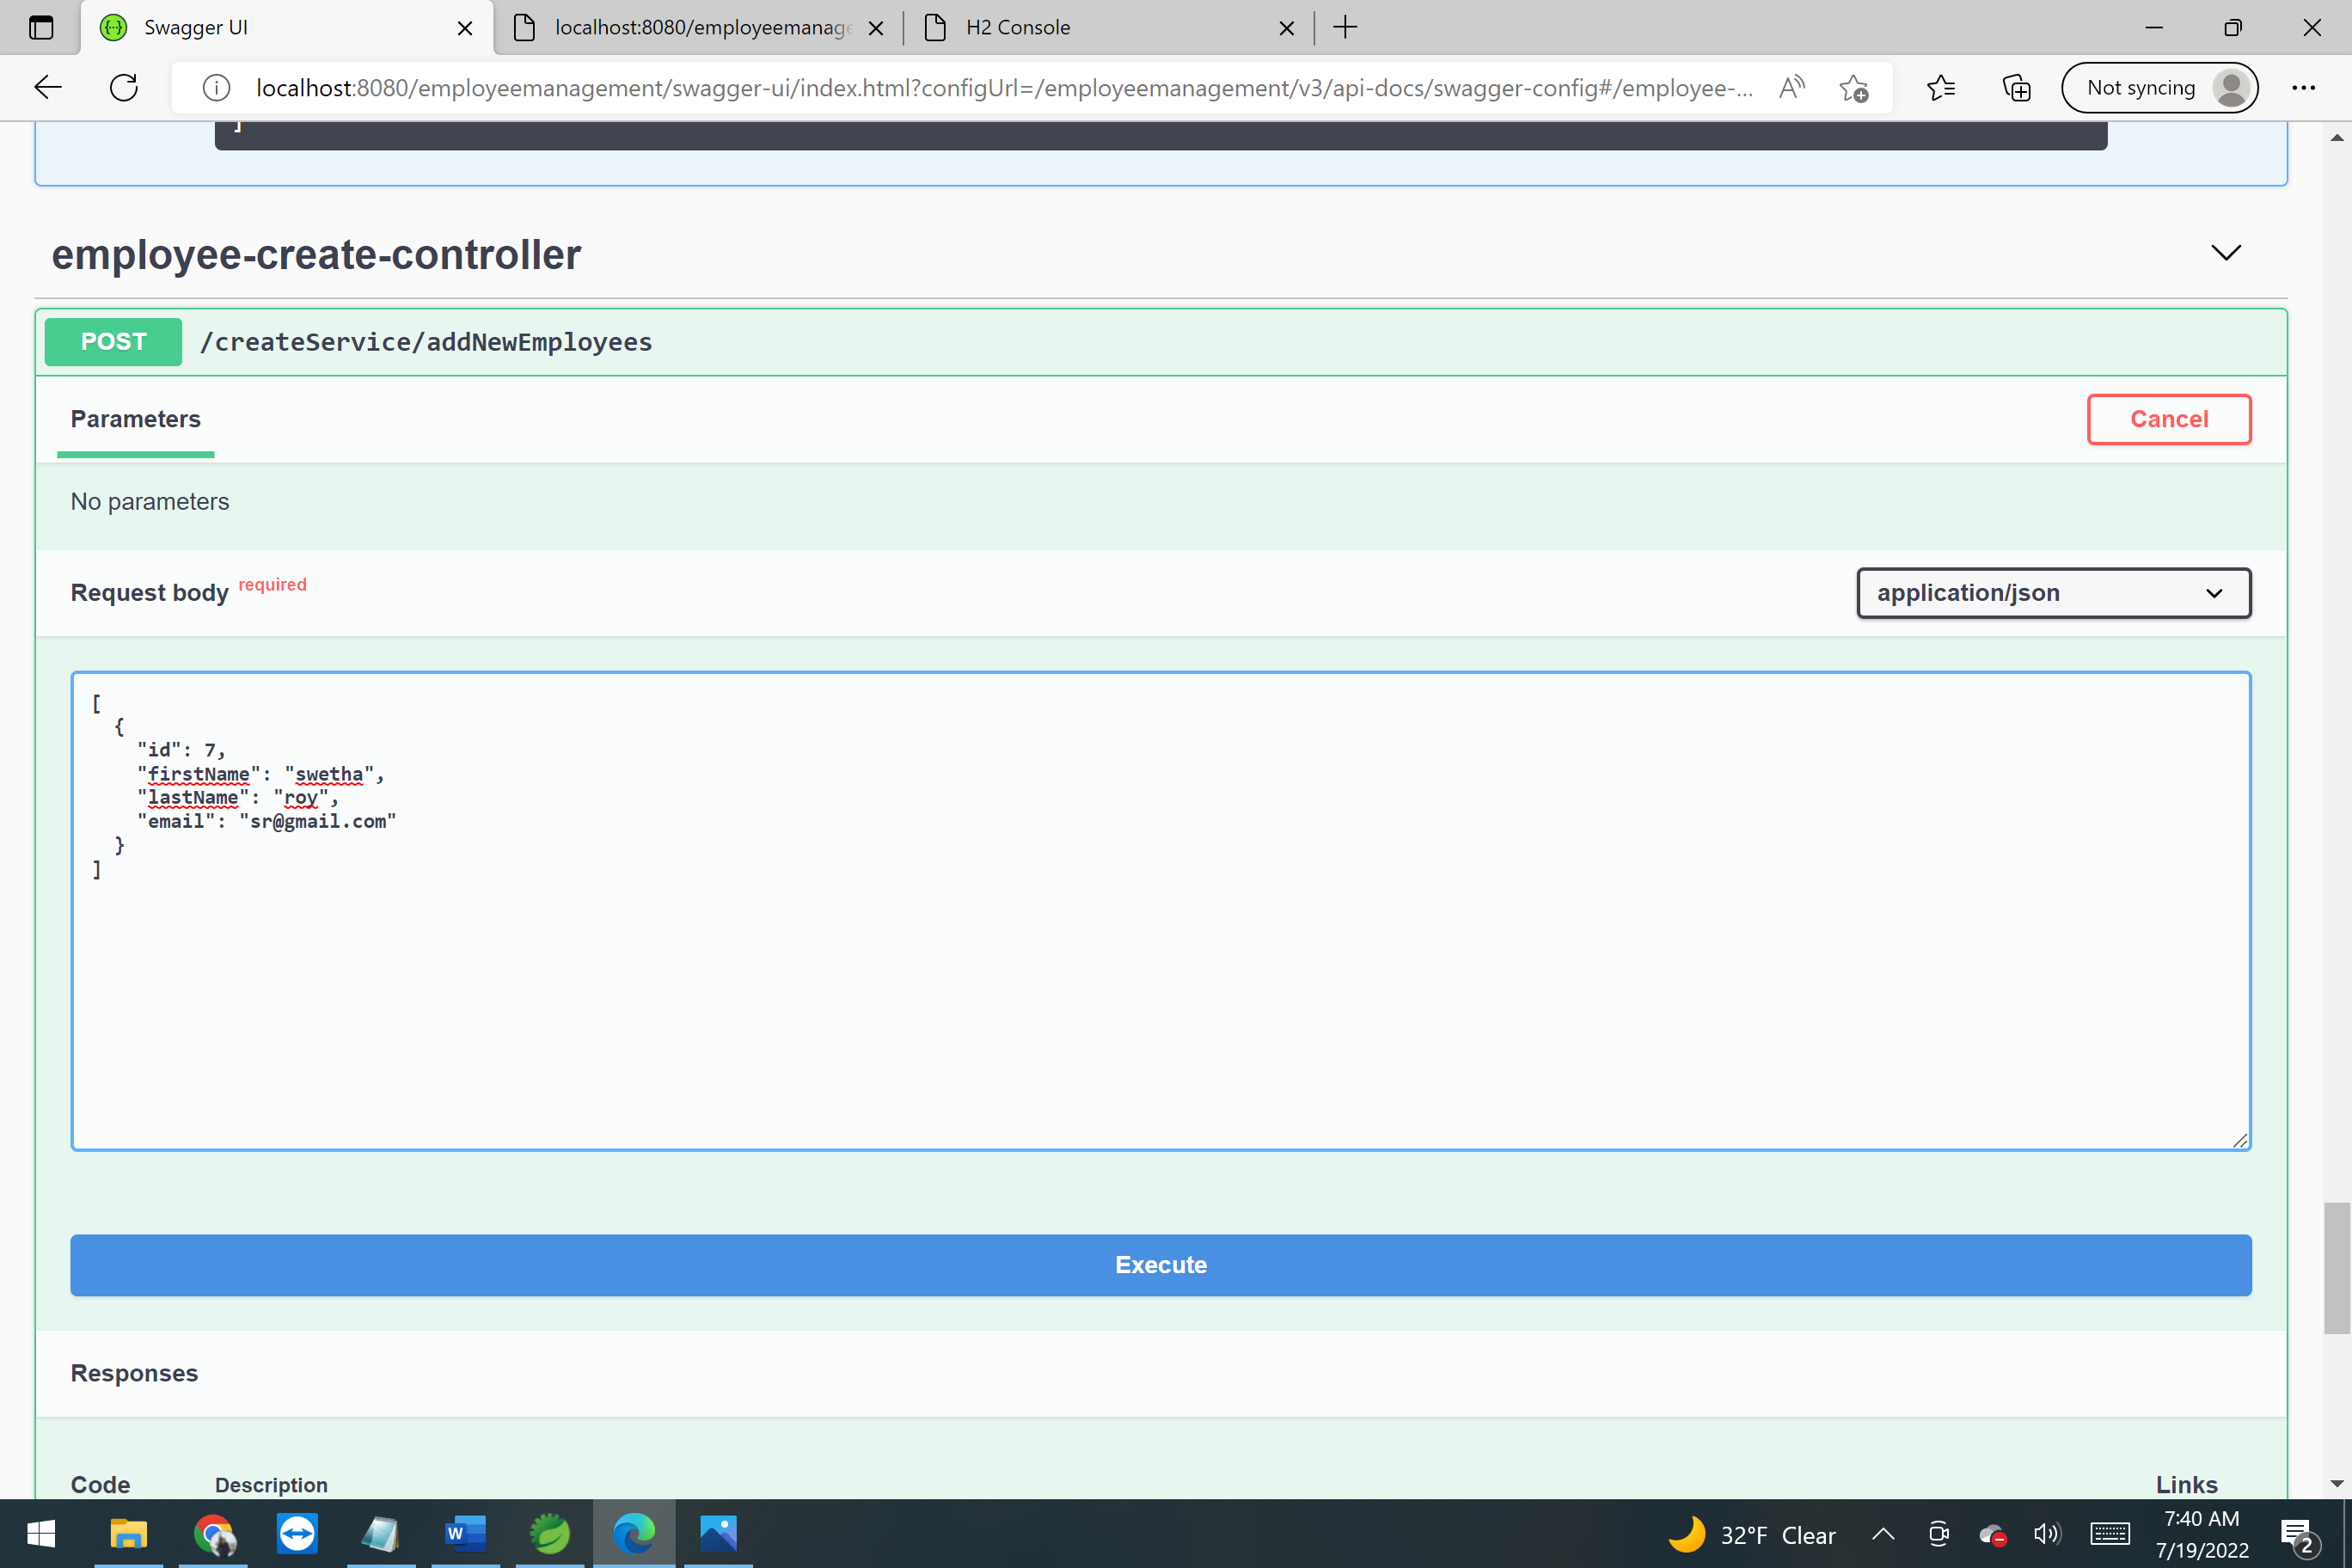 Swagger UI
localhost:8080/employeemanage
H2 Console
localhost:8080/employeemanagement/swagger-ui/index.html?configUrl=/employeemanagement/v3/api-docs/swagger-config#/employee-...
Not syncing
]
employee-create-controller
POST /createService/addNewEmployees
Parameters
Cancel
No parameters
Request body required
application/json
[
{
"id": 7,
"firstName": "swetha",
"lastName": "roy",
"email": "sr@gmail.com"
}
]
Execute
Responses
Code Description Links
32°F Clear
7:40 AM
7/19/2022
2